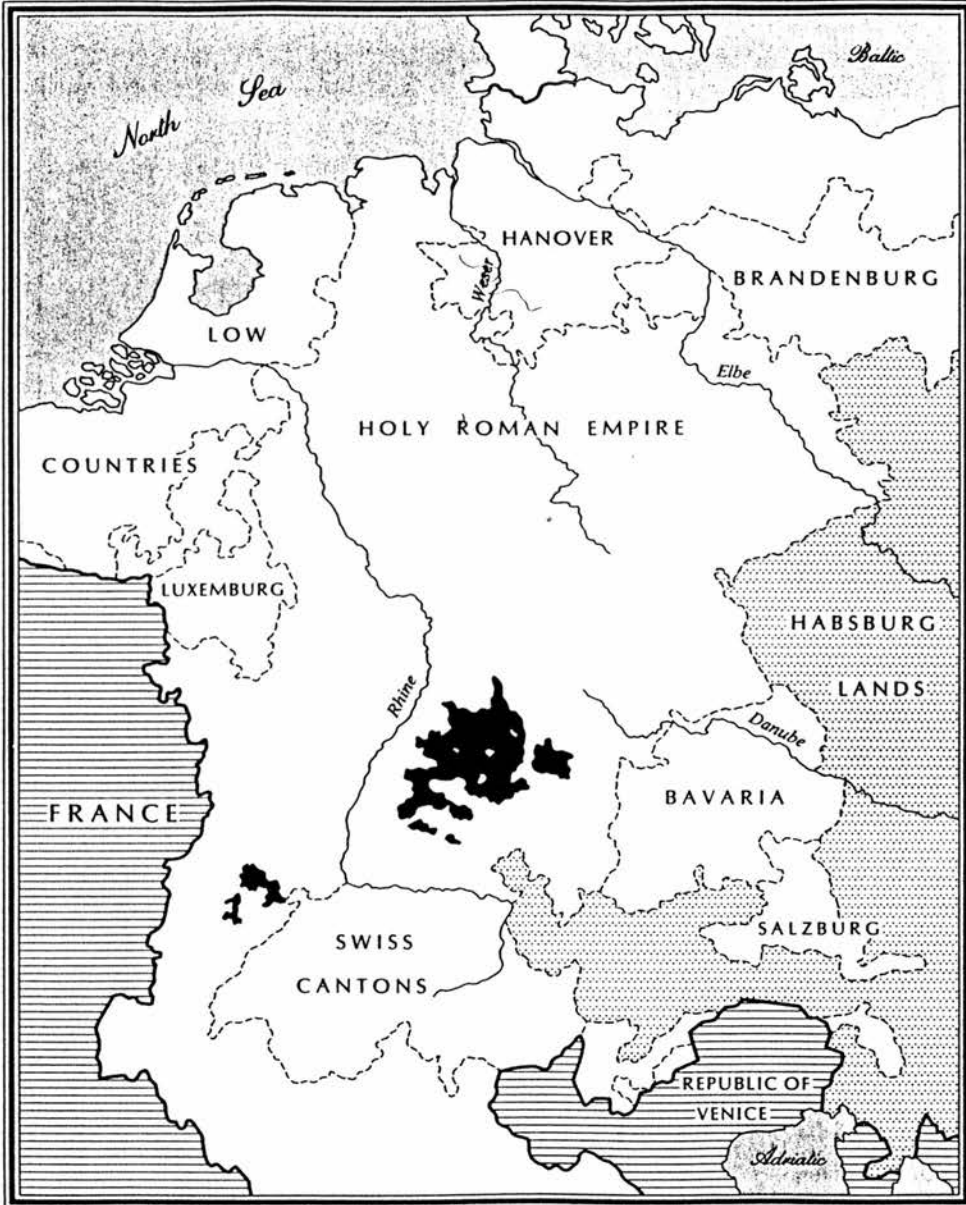 Baltic
North Sea
HANOVER
Weser
BRANDENBURG
LOW
Elbe
HOLY ROMAN EMPIRE
COUNTRIES
LUXEMBURG
HABSBURG
LANDS
Rhine
Danube
FRANCE
BAVARIA
SWISS
CANTONS
SALZBURG
REPUBLIC OF
VENICE
Adriatic